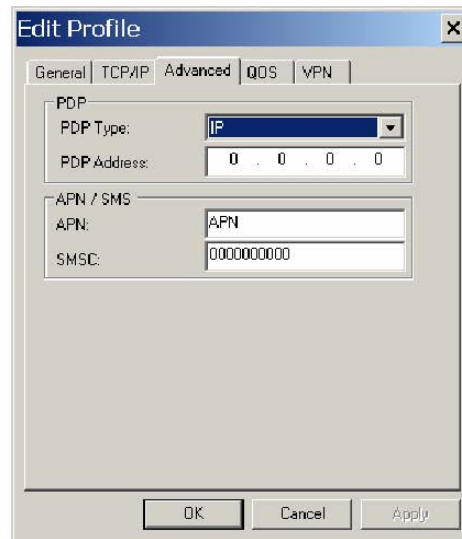 Edit Profile
General TCP/IP Advanced QOS VPN
PDP
PDP Type: IP
PDP Address: 0 . 0 . 0 . 0
APN / SMS
APN: APN
SMSC: 0000000000
OK Cancel Apply